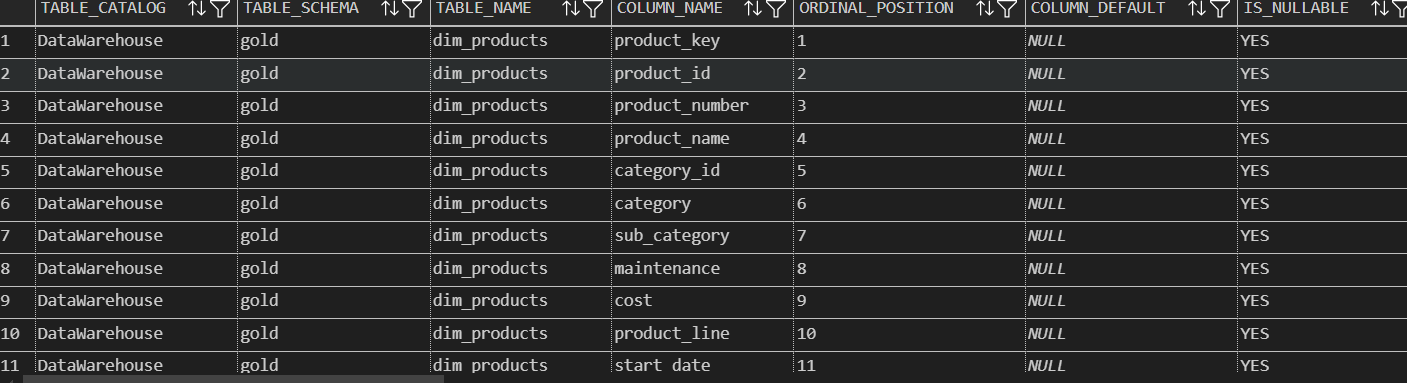 TABLE_CATALOG TABLE_SCHEMA TABLE_NAME COLUMN_NAME ORDINAL_POSITION COLUMN_DEFAULT IS_NULLABLE
1 DataWarehouse gold dim_products product_key 1 NULL YES
2 DataWarehouse gold dim_products product_id 2 NULL YES
3 DataWarehouse gold dim_products product_number 3 NULL YES
4 DataWarehouse gold dim_products product_name 4 NULL YES
5 DataWarehouse gold dim_products category_id 5 NULL YES
6 DataWarehouse gold dim_products category 6 NULL YES
7 DataWarehouse gold dim_products sub_category 7 NULL YES
8 DataWarehouse gold dim_products maintenance 8 NULL YES
9 DataWarehouse gold dim_products cost 9 NULL YES
10 DataWarehouse gold dim_products product_line 10 NULL YES
11 DataWarehouse gold dim_products start_date 11 NULL YES